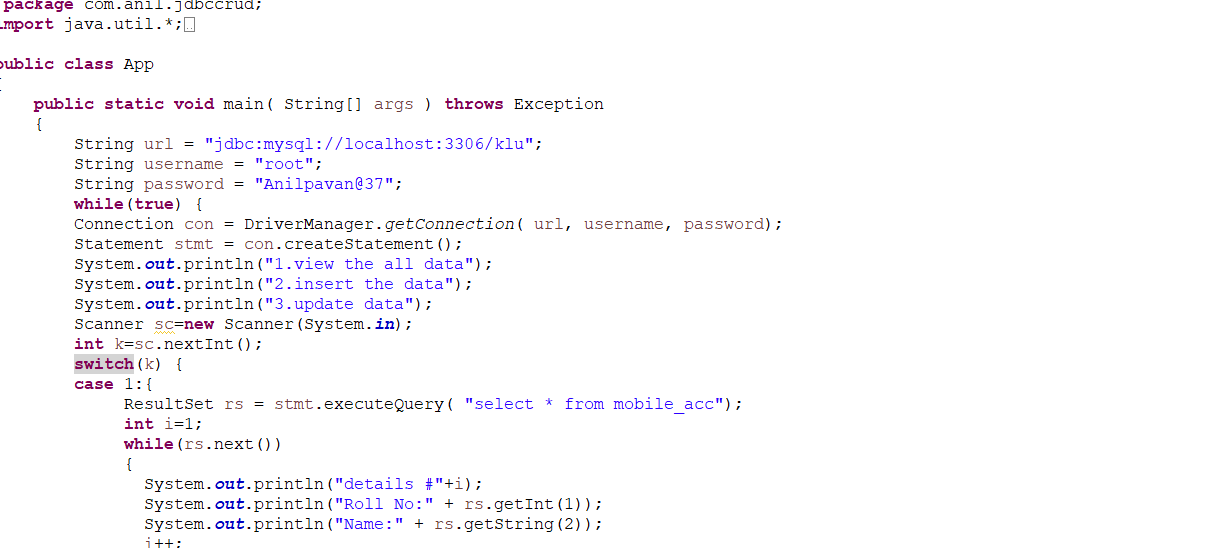 package com.anil.jdbccrud;
import java.util.*;
public class App
{
public static void main( String[] args ) throws Exception
{
String url = "jdbc:mysql://localhost:3306/klu";
String username = "root";
String password = "Anilpavan@37";
while(true) {
Connection con = DriverManager.getConnection( url, username, password);
Statement stmt = con.createStatement();
System.out.println("1.view the all data");
System.out.println("2.insert the data");
System.out.println("3.update data");
Scanner sc=new Scanner(System.in);
int k=sc.nextInt();
switch(k) {
case 1:{
ResultSet rs = stmt.executeQuery( "select * from mobile_acc");
int i=1;
while(rs.next())
{
System.out.println("details #"+i);
System.out.println("Roll No:" + rs.getInt(1));
System.out.println("Name:" + rs.getString(2));
i++;